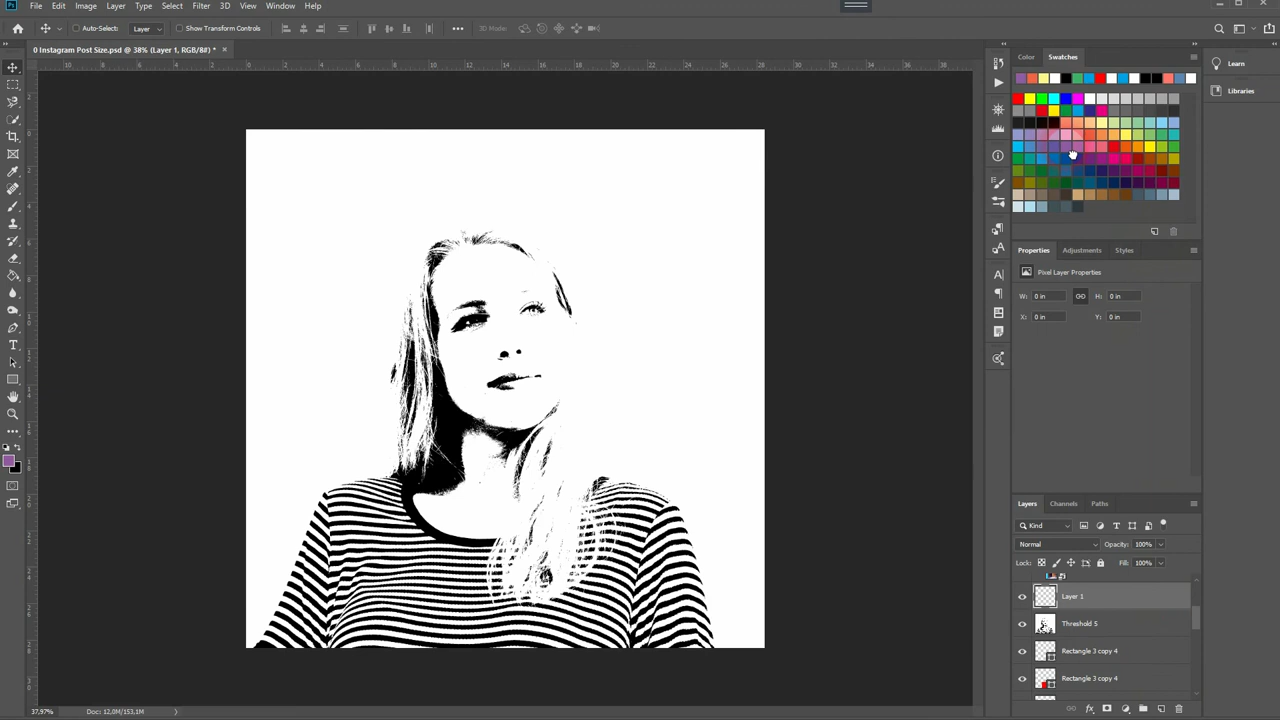 Ps File Edit Image Layer Type Select Filter 3D View Window Help
Auto-Select: Layer Show Transform Controls 3D Mode:
0 Instagram Post Size.psd @ 38% (Layer 1, RGB/8#) *
Color Swatches
Learn
Libraries
Properties Adjustments Styles
Pixel Layer Properties
W: 0 in H: 0 in
X: 0 in Y: 0 in
Layers Channels Paths
Kind
Normal Opacity: 100%
Lock: Fill: 100%
Layer 1
Threshold 5
Rectangle 3 copy 4
Rectangle 3 copy 4
37,97% Doc: 12,0M/153,1M